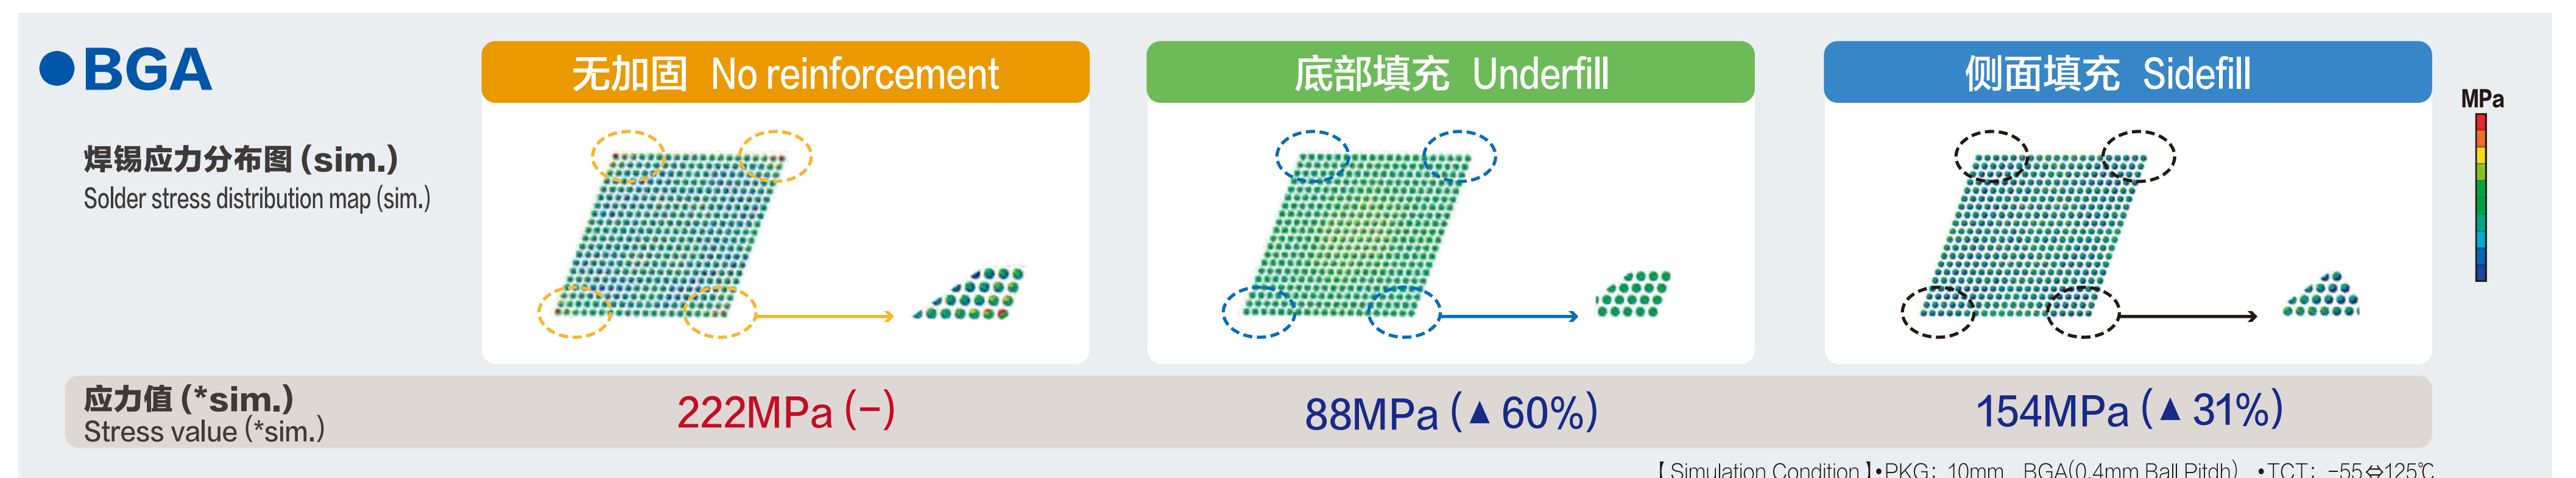 ●BGA
无加固 No reinforcement
底部填充 Underfill
侧面填充 Sidefill
MPa
焊锡应力分布图 (sim.)
Solder stress distribution map (sim.)
应力值 (*sim.)
Stress value (*sim.)
222MPa (−)
88MPa (▲ 60%)
154MPa (▲ 31%)
【 Simulation Condition 】•PKG: 10mm BGA(0.4mm Ball Pitdh) •TCT: −55⇔125℃